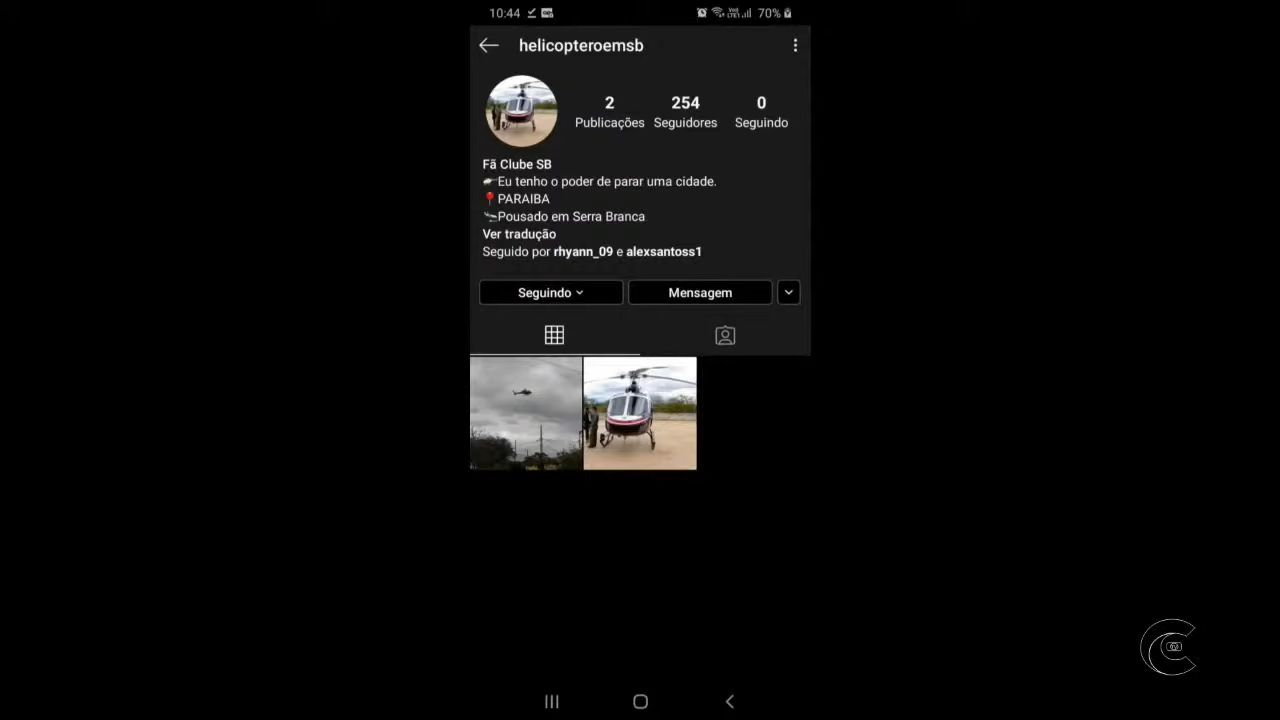 10:44 70%
helicopteroemsb
2 254 0
Publicações Seguidores Seguindo
Fã Clube SB
Eu tenho o poder de parar uma cidade.
PARAIBA
Pousado em Serra Branca
Ver tradução
Seguido por rhyann_09 e alexsantoss1
Seguindo Mensagem